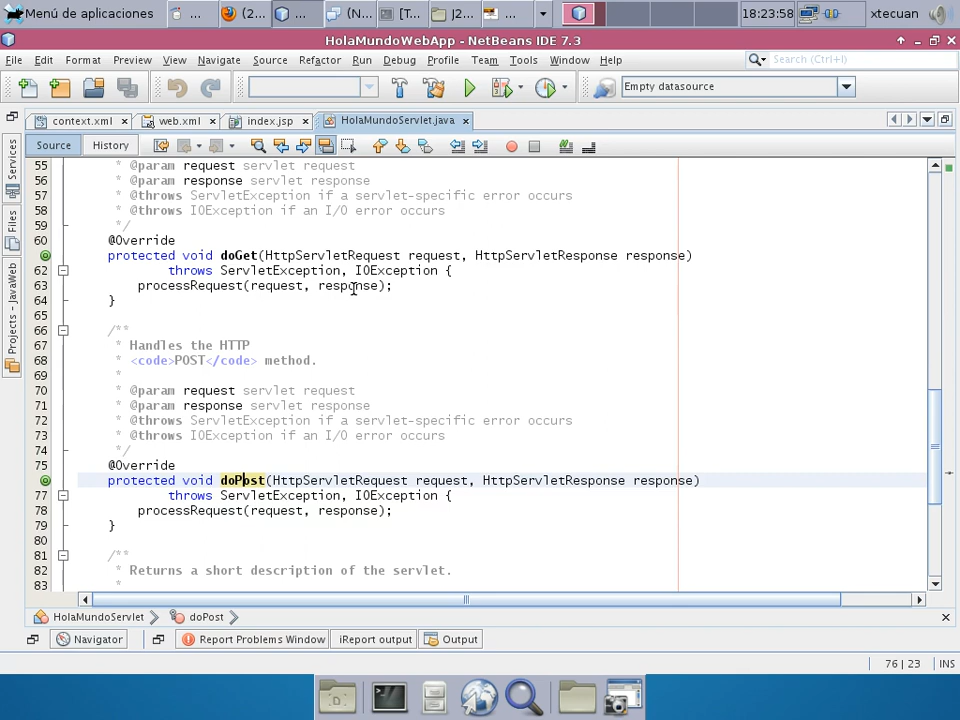 Menú de aplicaciones ... (2... ... (N... [T... J2... ... 18:23:58 xtecuan
HolaMundoWebApp - NetBeans IDE 7.3
File Edit Format Preview View Navigate Source Refactor Run Debug Profile Team Tools Window Help Search (Ctrl+I)
Empty datasource
context.xml web.xml index.jsp HolaMundoServlet.java
Source History
Services
Files
Projects - JavaWeb
55 * @param request servlet request
56 * @param response servlet response
57 * @throws ServletException if a servlet-specific error occurs
58 * @throws IOException if an I/O error occurs
59 */
60 @Override
protected void doGet(HttpServletRequest request, HttpServletResponse response)
62 throws ServletException, IOException {
63 processRequest(request, response);
64 }
65
66 /**
67 * Handles the HTTP
68 * <code>POST</code> method.
69 *
70 * @param request servlet request
71 * @param response servlet response
72 * @throws ServletException if a servlet-specific error occurs
73 * @throws IOException if an I/O error occurs
74 */
75 @Override
protected void doPost(HttpServletRequest request, HttpServletResponse response)
77 throws ServletException, IOException {
78 processRequest(request, response);
79 }
80
81 /**
82 * Returns a short description of the servlet.
83 *
HolaMundoServlet doPost
Navigator Report Problems Window iReport output Output
76 | 23 INS